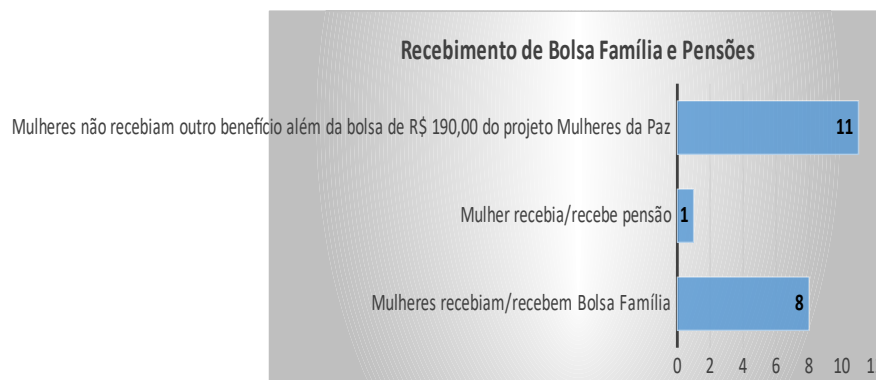 Recebimento de Bolsa Família e Pensões
Mulheres não recebiam outro benefício além da bolsa de R$ 190,00 do projeto Mulheres da Paz
11
Mulher recebia/recebe pensão
1
Mulheres recebiam/recebem Bolsa Família
8
0 2 4 6 8 10